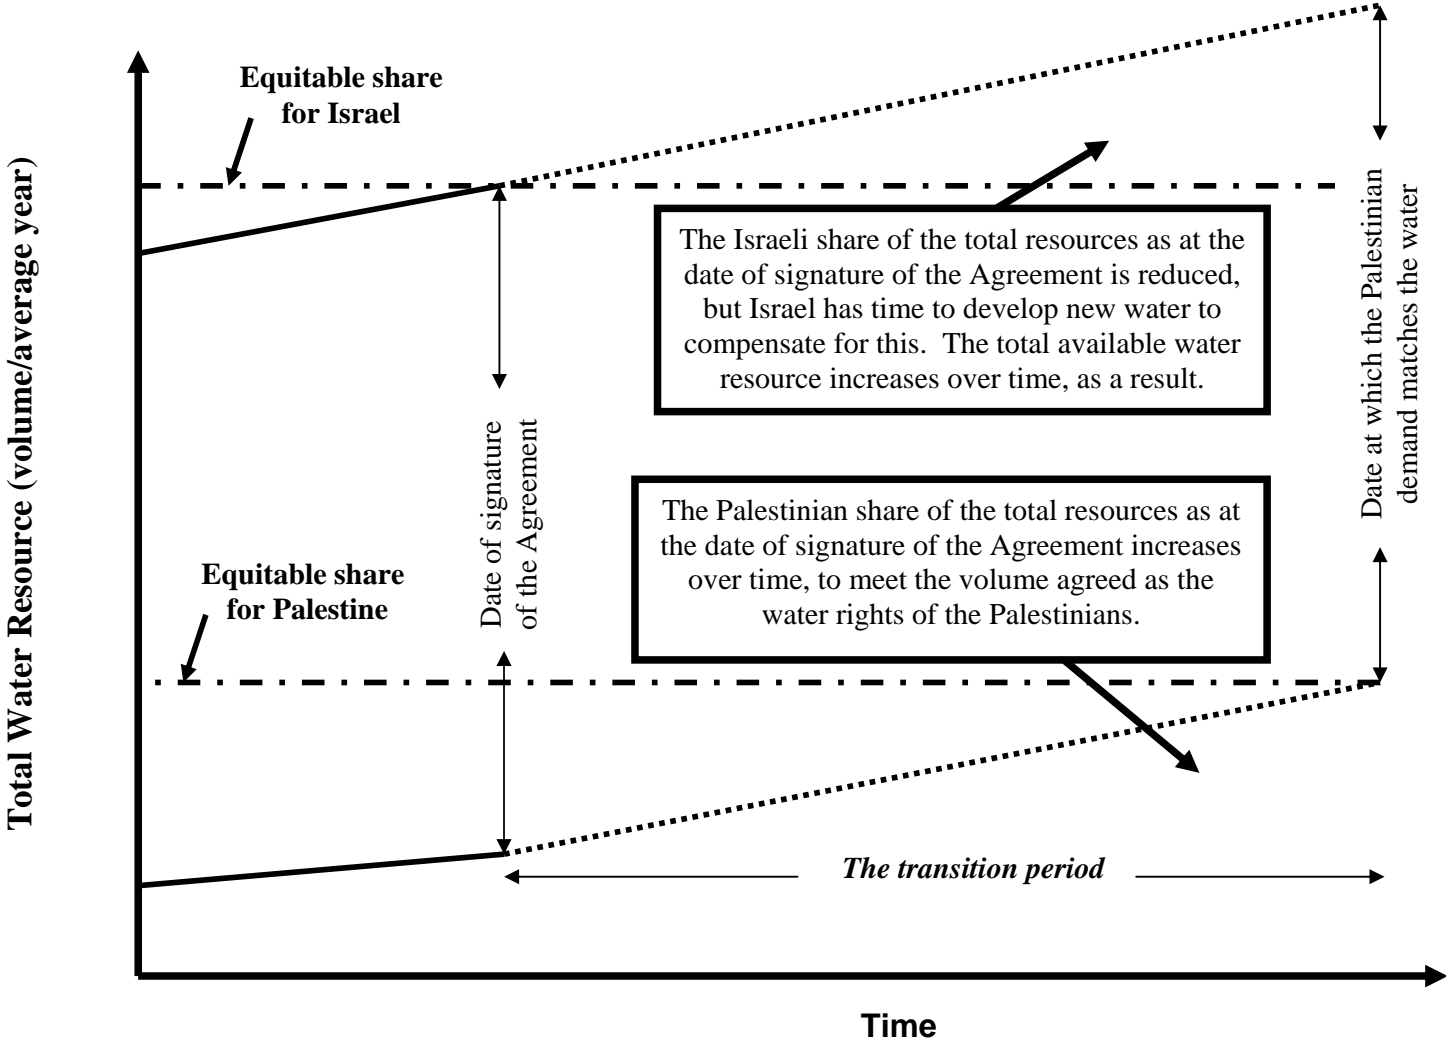 Total Water Resource (volume/average year)
Equitable share
for Israel
The Israeli share of the total resources as at the
date of signature of the Agreement is reduced,
but Israel has time to develop new water to
compensate for this.  The total available water
resource increases over time, as a result.
Date at which the Palestinian
demand matches the water
Date of signature
of the Agreement
The Palestinian share of the total resources as at
the date of signature of the Agreement increases
over time, to meet the volume agreed as the
water rights of the Palestinians.
Equitable share
for Palestine
The transition period
Time